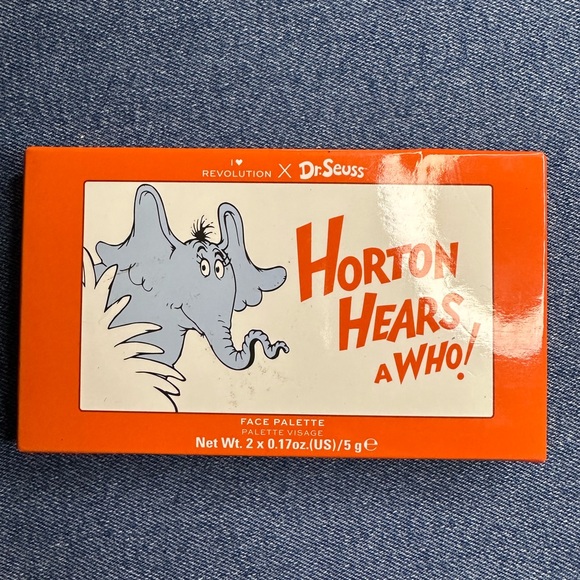 I ♥
REVOLUTION X Dr. Seuss
HORTON
HEARS
A WHO!
FACE PALETTE
PALETTE VISAGE
Net Wt. 2 x 0.17oz.(US)/5 g ℮